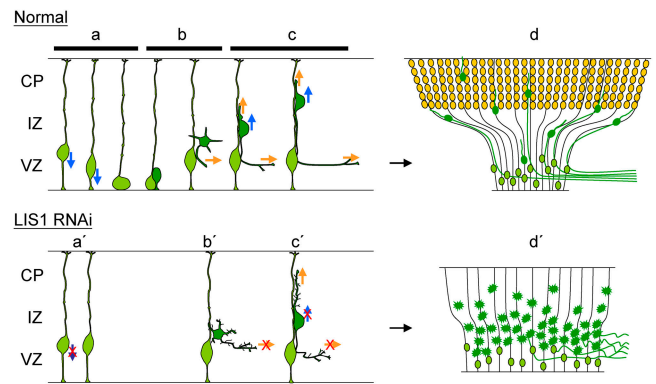 Normal
a b c d
CP
IZ
VZ
LIS1 RNAi
a´ b´ c´ d´
CP
IZ
VZ